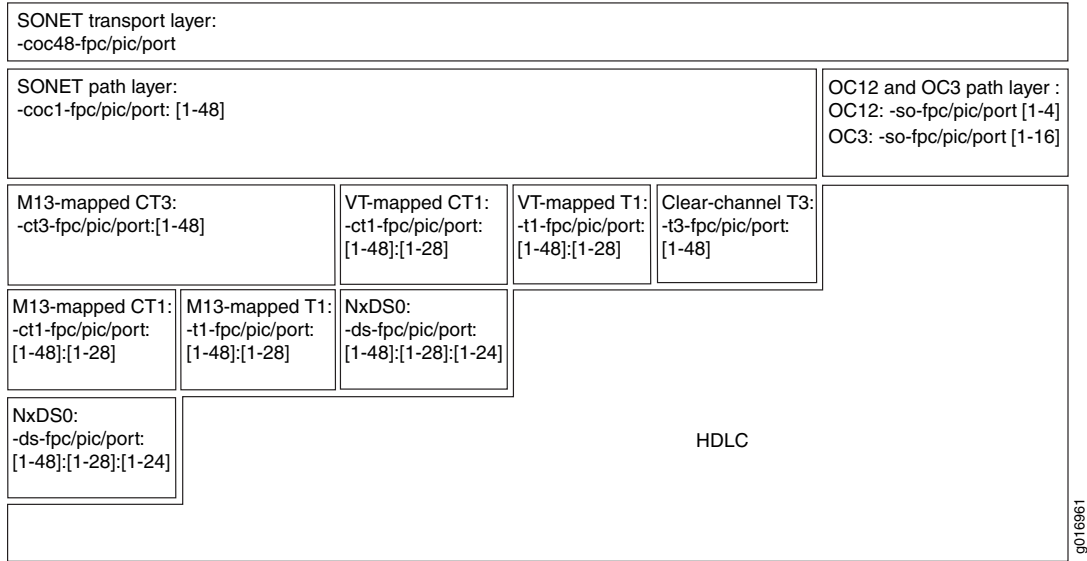 SONET transport layer:
-coc48-fpc/pic/port
SONET path layer:
-coc1-fpc/pic/port: [1-48]
OC12 and OC3 path layer :
OC12: -so-fpc/pic/port [1-4]
OC3: -so-fpc/pic/port [1-16]
M13-mapped CT3:
-ct3-fpc/pic/port:[1-48]
VT-mapped CT1:
-ct1-fpc/pic/port:
[1-48]:[1-28]
VT-mapped T1:
-t1-fpc/pic/port:
[1-48]:[1-28]
Clear-channel T3:
-t3-fpc/pic/port:
[1-48]
M13-mapped CT1:
-ct1-fpc/pic/port:
[1-48]:[1-28]
M13-mapped T1:
-t1-fpc/pic/port:
[1-48]:[1-28]
NxDS0:
-ds-fpc/pic/port:
[1-48]:[1-28]:[1-24]
NxDS0:
-ds-fpc/pic/port:
[1-48]:[1-28]:[1-24]
HDLC
g016961